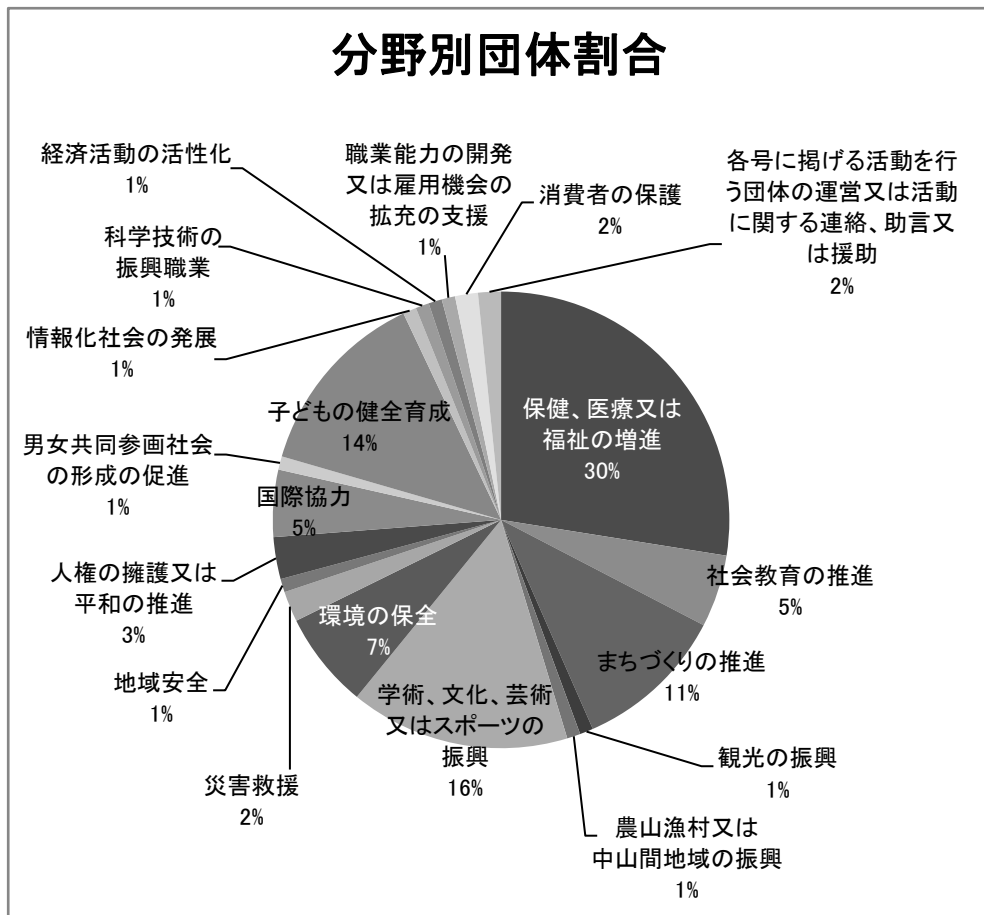 分野別団体割合
経済活動の活性化
1%
科学技術の
振興職業
1%
情報化社会の発展
1%
職業能力の開発
又は雇用機会の
拡充の支援
1%
消費者の保護
2%
各号に掲げる活動を行
う団体の運営又は活動
に関する連絡、助言又
は援助
2%
保健、医療又は
福祉の増進
30%
社会教育の推進
5%
まちづくりの推進
11%
観光の振興
1%
農山漁村又は
中山間地域の振興
1%
学術、文化、芸術
又はスポーツの
振興
16%
環境の保全
7%
災害救援
2%
地域安全
1%
人権の擁護又は
平和の推進
3%
国際協力
5%
男女共同参画社会
の形成の促進
1%
子どもの健全育成
14%